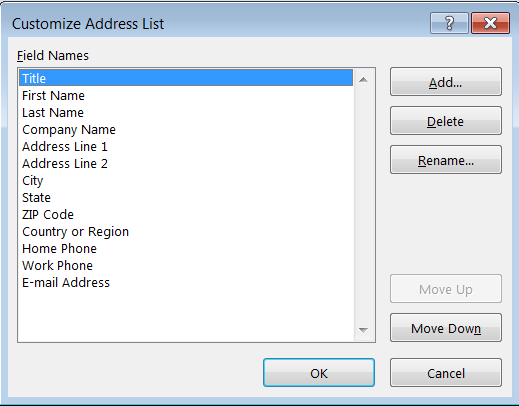 Customize Address List
?
Field Names
Title
First Name
Last Name
Company Name
Address Line 1
Address Line 2
City
State
ZIP Code
Country or Region
Home Phone
Work Phone
E-mail Address
Add...
Delete
Rename...
Move Up
Move Down
OK
Cancel